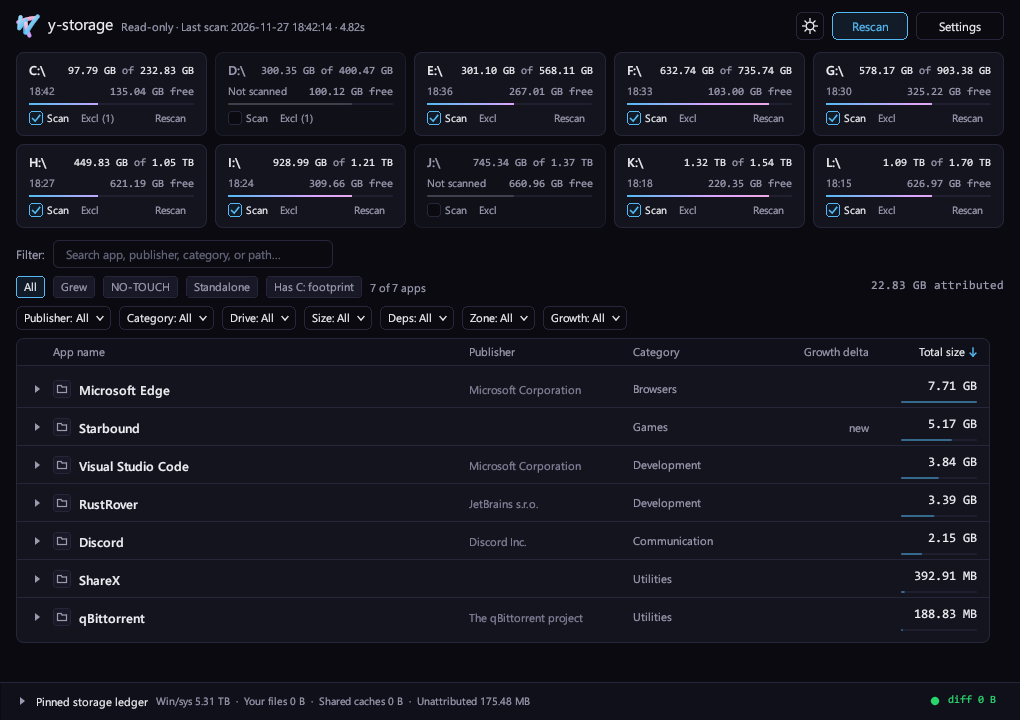 y-storage Read-only · Last scan: 2026-11-27 18:42:14 · 4.82s Rescan Settings
C:\ 97.79 GB of 232.83 GB
18:42 135.04 GB free
Scan Excl (1) Rescan
D:\ 300.35 GB of 400.47 GB
Not scanned 100.12 GB free
Scan Excl (1)
E:\ 301.10 GB of 568.11 GB
18:36 267.01 GB free
Scan Excl Rescan
F:\ 632.74 GB of 735.74 GB
18:33 103.00 GB free
Scan Excl Rescan
G:\ 578.17 GB of 903.38 GB
18:30 325.22 GB free
Scan Excl Rescan
H:\ 449.83 GB of 1.05 TB
18:27 621.19 GB free
Scan Excl Rescan
I:\ 928.99 GB of 1.21 TB
18:24 309.66 GB free
Scan Excl Rescan
J:\ 745.34 GB of 1.37 TB
Not scanned 660.96 GB free
Scan Excl
K:\ 1.32 TB of 1.54 TB
18:18 220.35 GB free
Scan Excl Rescan
L:\ 1.09 TB of 1.70 TB
18:15 626.97 GB free
Scan Excl Rescan
Filter: Search app, publisher, category, or path...
All Grew NO-TOUCH Standalone Has C: footprint 7 of 7 apps 22.83 GB attributed
Publisher: All Category: All Drive: All Size: All Deps: All Zone: All Growth: All
App name Publisher Category Growth delta Total size ↓
Microsoft Edge Microsoft Corporation Browsers 7.71 GB
Starbound Games new 5.17 GB
Visual Studio Code Microsoft Corporation Development 3.84 GB
RustRover JetBrains s.r.o. Development 3.39 GB
Discord Discord Inc. Communication 2.15 GB
ShareX Utilities 392.91 MB
qBittorrent The qBittorrent project Utilities 188.83 MB
Pinned storage ledger Win/sys 5.31 TB · Your files 0 B · Shared caches 0 B · Unattributed 175.48 MB diff 0 B